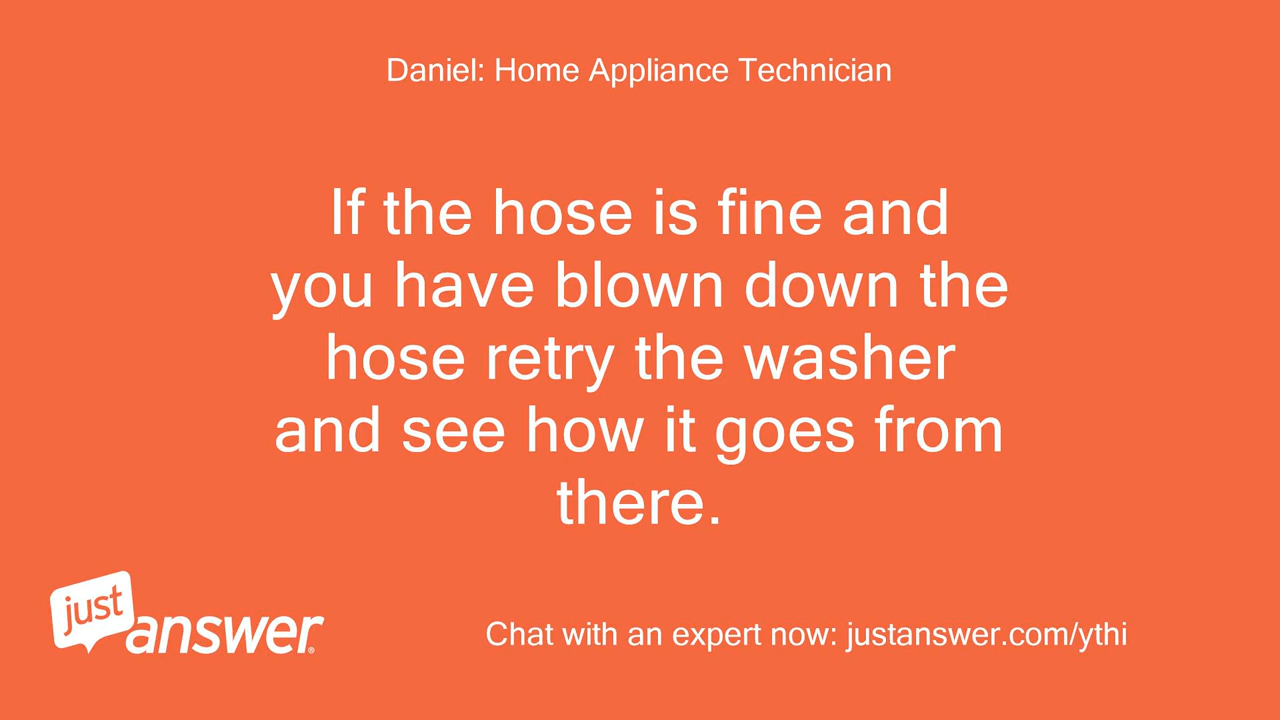 Daniel: Home Appliance Technician
If the hose is fine and
you have blown down the
hose retry the washer
and see how it goes from
there.
just
answer®
Chat with an expert now: justanswer.com/ythi